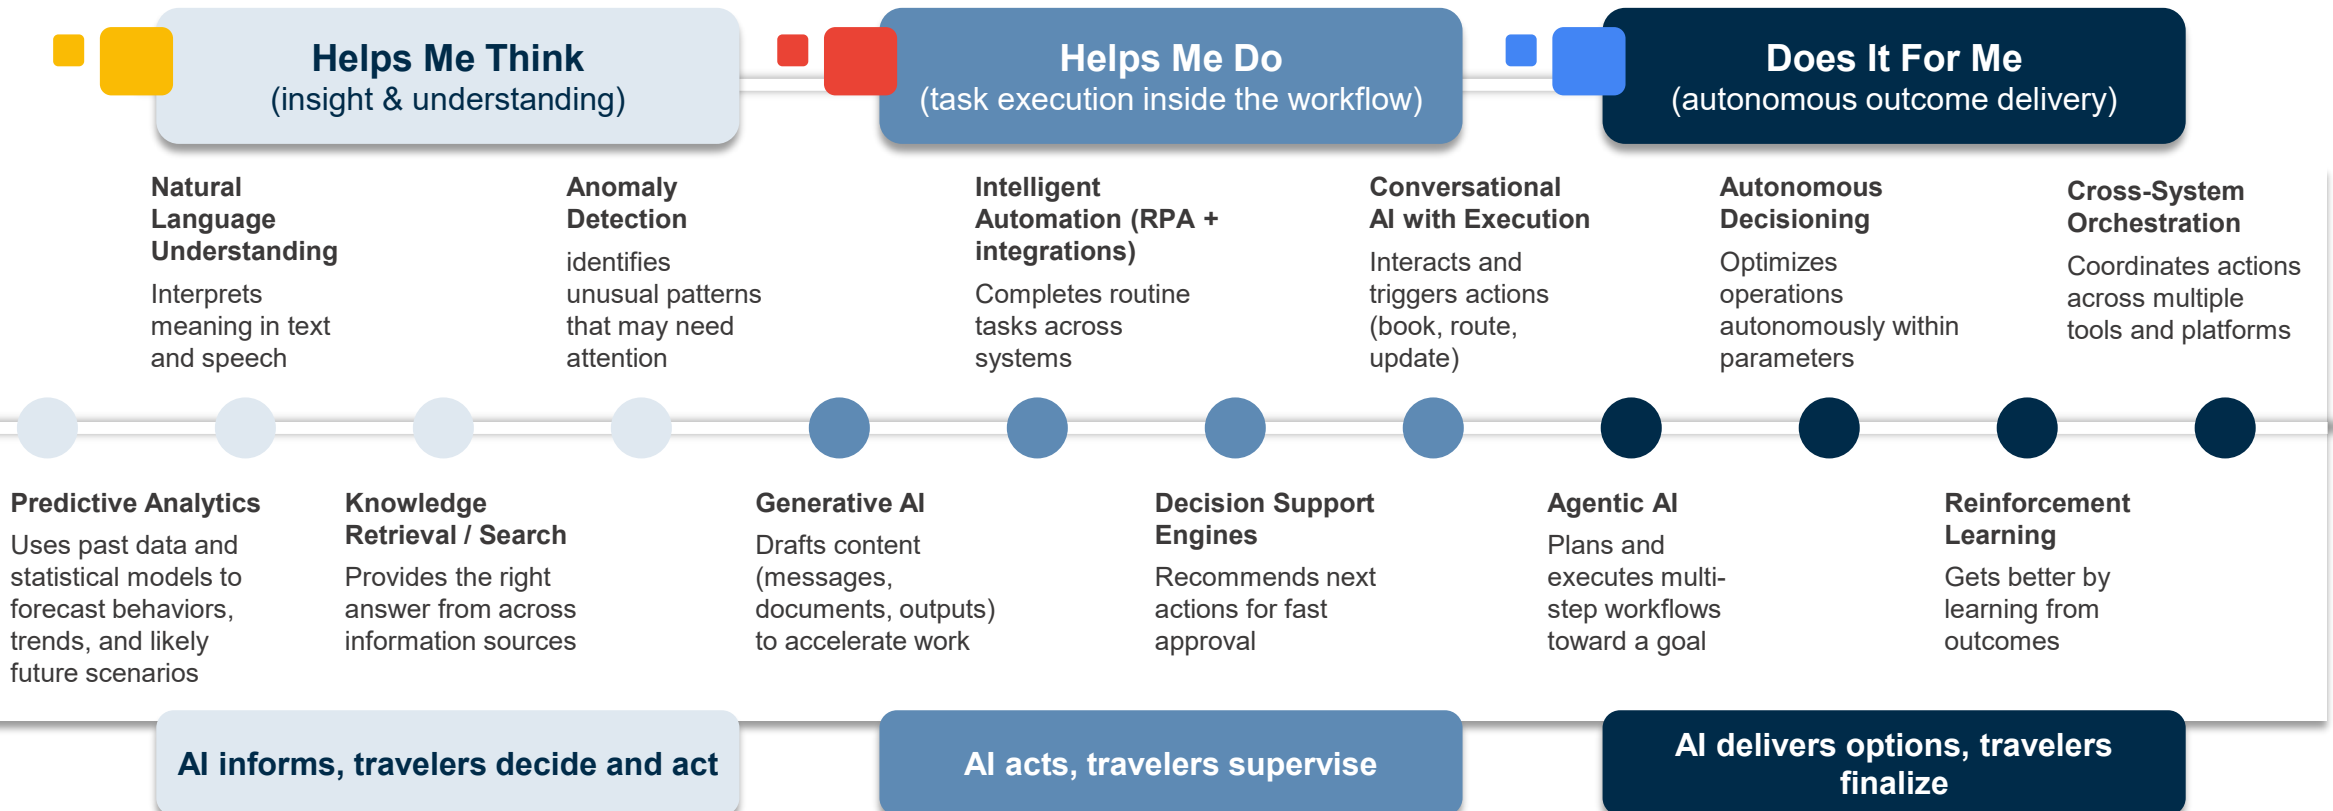 Helps Me Think
(insight & understanding)
Helps Me Do
(task execution inside the workflow)
Does It For Me
(autonomous outcome delivery)
Natural
Language
Understanding
Interprets
meaning in text
and speech
Anomaly
Detection
identifies
unusual patterns
that may need
attention
Intelligent
Automation (RPA +
integrations)
Completes routine
tasks across
systems
Conversational
AI with Execution
Interacts and
triggers actions
(book, route,
update)
Autonomous
Decisioning
Optimizes
operations
autonomously within
parameters
Cross-System
Orchestration
Coordinates actions
across multiple
tools and platforms
Predictive Analytics
Uses past data and
statistical models to
forecast behaviors,
trends, and likely
future scenarios
Knowledge
Retrieval / Search
Provides the right
answer from across
information sources
Generative AI
Drafts content
(messages,
documents, outputs)
to accelerate work
Decision Support
Engines
Recommends next
actions for fast
approval
Agentic AI
Plans and
executes multi-
step workflows
toward a goal
Reinforcement
Learning
Gets better by
learning from
outcomes
AI informs, travelers decide and act
AI acts, travelers supervise
AI delivers options, travelers
finalize